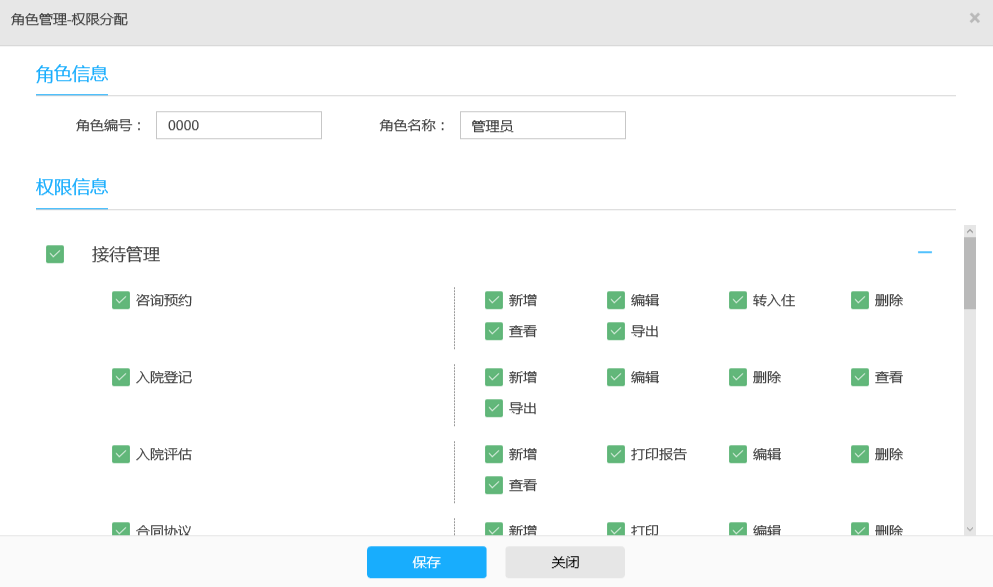 角色管理-权限分配
角色信息
角色编号： 0000 角色名称： 管理员
权限信息
接待管理
咨询预约 新增 编辑 转入住 删除
查看 导出
入院登记 新增 编辑 删除 查看
导出
入院评估 新增 打印报告 编辑 删除
查看
合同协议 新增 打印 编辑 删除
保存 关闭